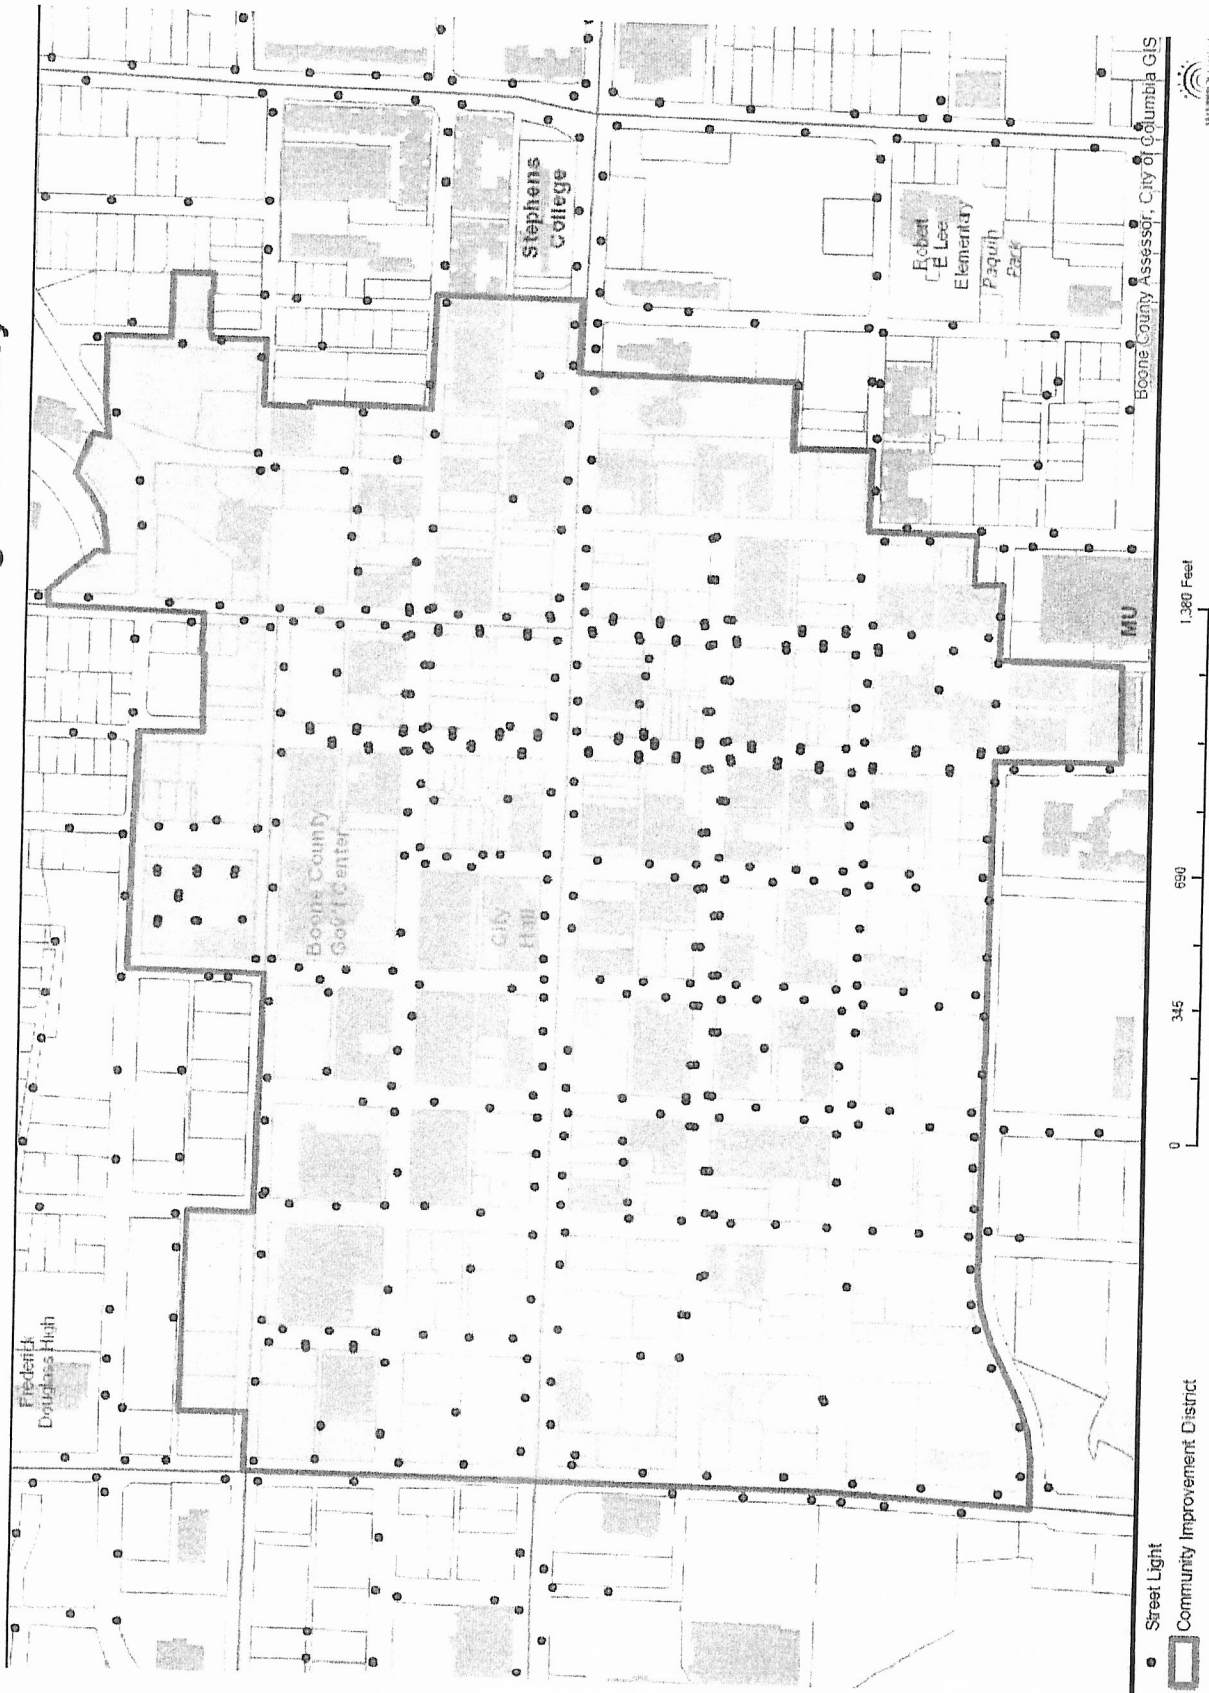 Frederick
Douglass High
Boone County
Gov't Center
City
Hall
Stephens
College
Robert
E Lee
Elementary
Paquin
Park
MU
Street Light
Community Improvement District
0
345
690
1,380 Feet
Boone County Assessor, City of Columbia GIS